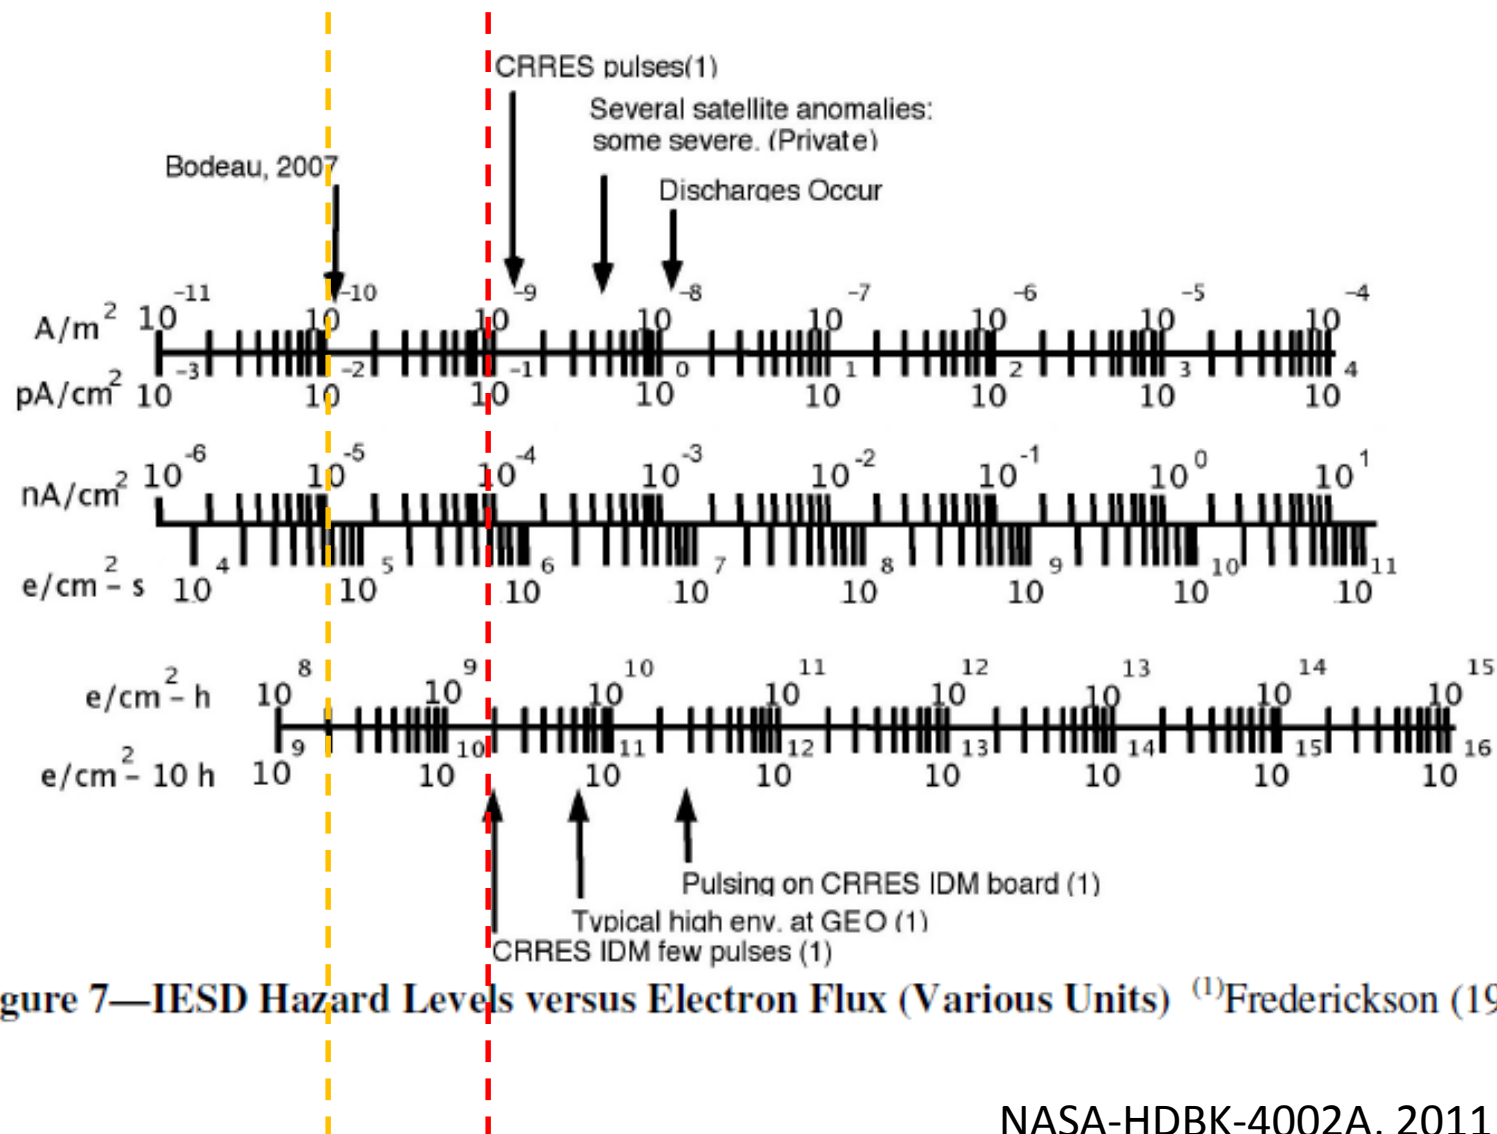 CRRES pulses(1)
Several satellite anomalies:
some severe. (Private)
Bodeau, 2007
Discharges Occur
A/m² 10⁻¹¹ 10⁻¹⁰ 10⁻⁹ 10⁻⁸ 10⁻⁷ 10⁻⁶ 10⁻⁵ 10⁻⁴
pA/cm² 10⁻³ 10⁻² 10⁻¹ 10⁰ 10¹ 10² 10³ 10⁴
nA/cm² 10⁻⁶ 10⁻⁵ 10⁻⁴ 10⁻³ 10⁻² 10⁻¹ 10⁰ 10¹
e/cm²- s 10⁴ 10⁵ 10⁶ 10⁷ 10⁸ 10⁹ 10¹⁰ 10¹¹
e/cm²- h 10⁸ 10⁹ 10¹⁰ 10¹¹ 10¹² 10¹³ 10¹⁴ 10¹⁵
e/cm²- 10 h 10⁹ 10¹⁰ 10¹¹ 10¹² 10¹³ 10¹⁴ 10¹⁵ 10¹⁶
Pulsing on CRRES IDM board (1)
Typical high env. at GEO (1)
CRRES IDM few pulses (1)
gure 7—IESD Hazard Levels versus Electron Flux (Various Units) ⁽¹⁾Frederickson (19
NASA-HDBK-4002A, 2011